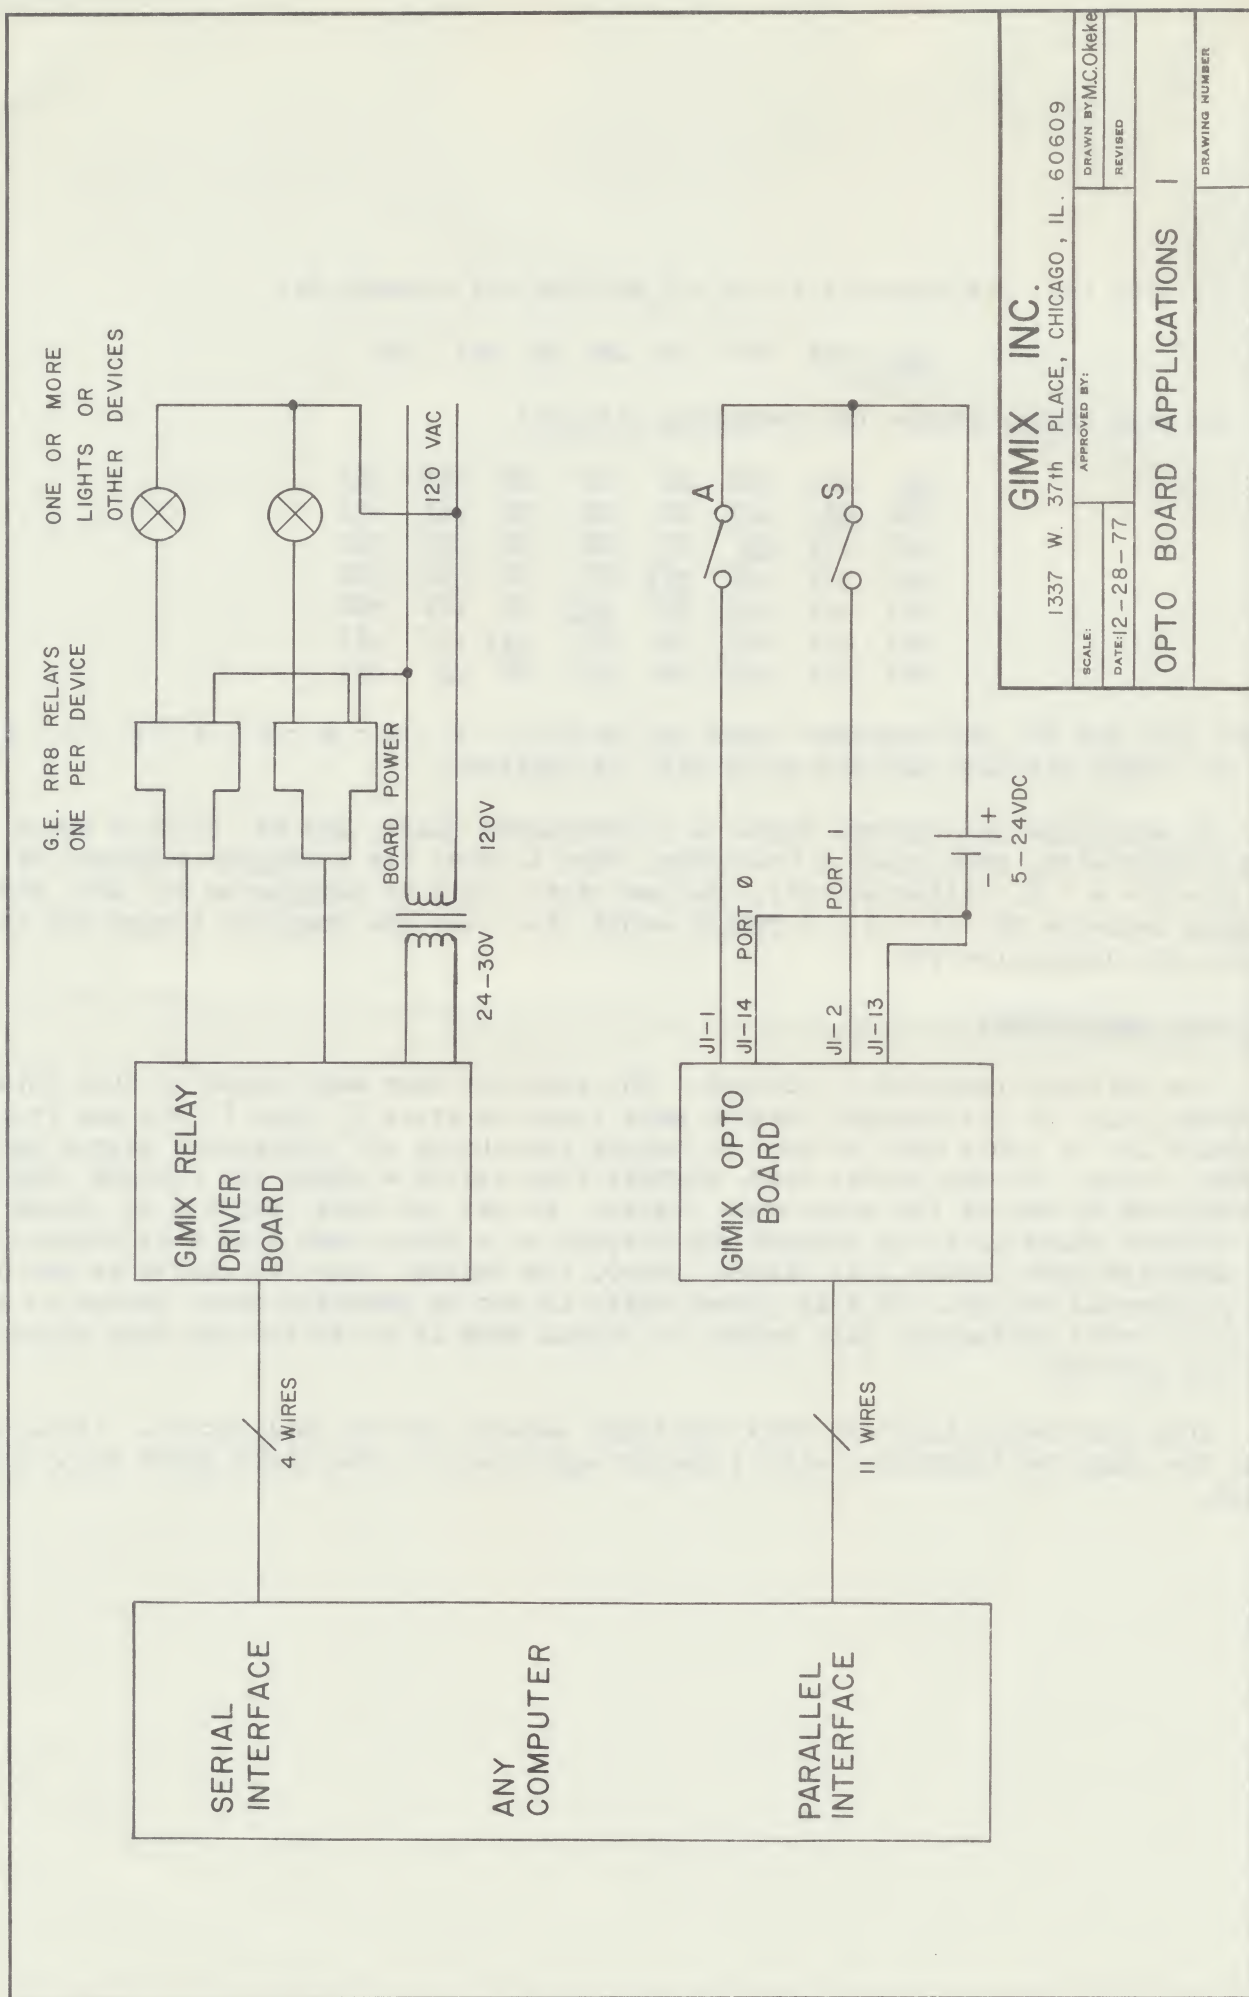 SERIAL
INTERFACE
ANY
COMPUTER
PARALLEL
INTERFACE
4 WIRES
11 WIRES
GIMIX RELAY
DRIVER
BOARD
GIMIX OPTO
BOARD
G.E. RR8 RELAYS
ONE PER DEVICE
ONE OR MORE
LIGHTS OR
OTHER DEVICES
BOARD POWER
120 VAC
24-30V
120V
J1-1
J1-14 PORT Ø
J1-2 PORT 1
J1-13
A
S
- +
5-24VDC
GIMIX INC.
1337 W. 37th PLACE, CHICAGO, IL. 60609
SCALE:
APPROVED BY:
DRAWN BY M.C.Okeke
DATE: 12-28-77
REVISED
OPTO BOARD APPLICATIONS 1
DRAWING NUMBER